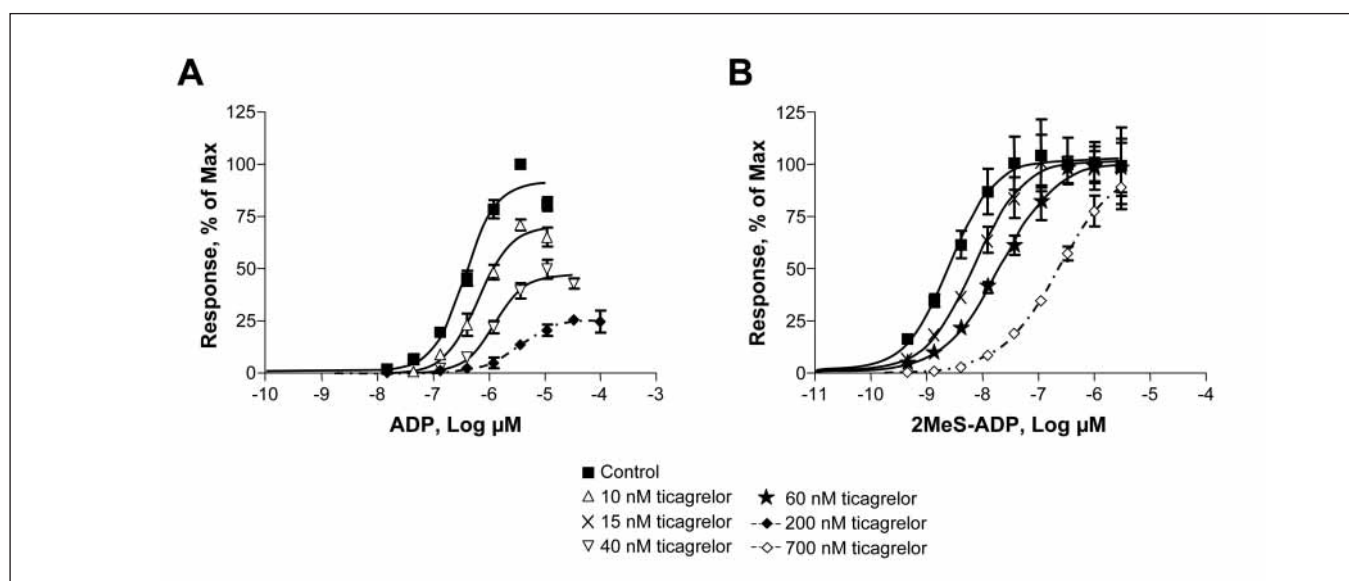 A
B
125
100
75
50
25
0
Response, % of Max
-10 -9 -8 -7 -6 -5 -4 -3
ADP, Log µM
125
100
75
50
25
0
Response, % of Max
-11 -10 -9 -8 -7 -6 -5 -4
2MeS-ADP, Log µM
Control
10 nM ticagrelor
15 nM ticagrelor
40 nM ticagrelor
60 nM ticagrelor
200 nM ticagrelor
700 nM ticagrelor